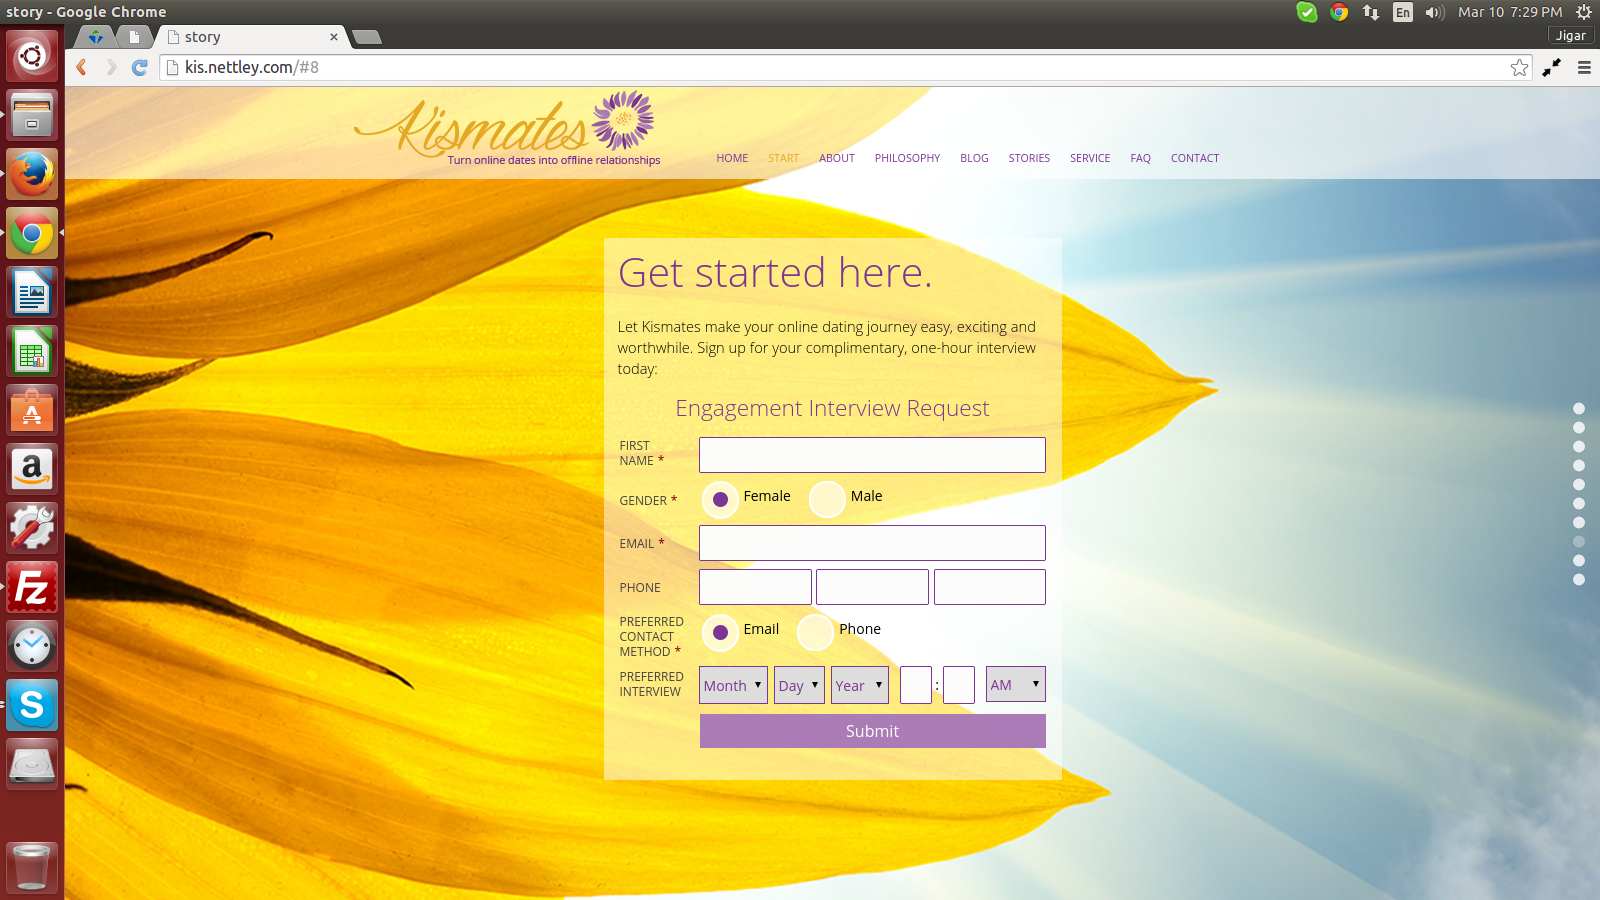 story - Google Chrome
En
Mar 10 7:29 PM
story
Jigar
kis.nettley.com/#8
Kismates
Turn online dates into offline relationships
HOME START ABOUT PHILOSOPHY BLOG STORIES SERVICE FAQ CONTACT
Get started here.
Let Kismates make your online dating journey easy, exciting and
worthwhile. Sign up for your complimentary, one-hour interview
today:
Engagement Interview Request
FIRST
NAME *
GENDER * Female Male
EMAIL *
PHONE
PREFERRED
CONTACT
METHOD *
Email Phone
PREFERRED
INTERVIEW
Month Day Year : AM
Submit